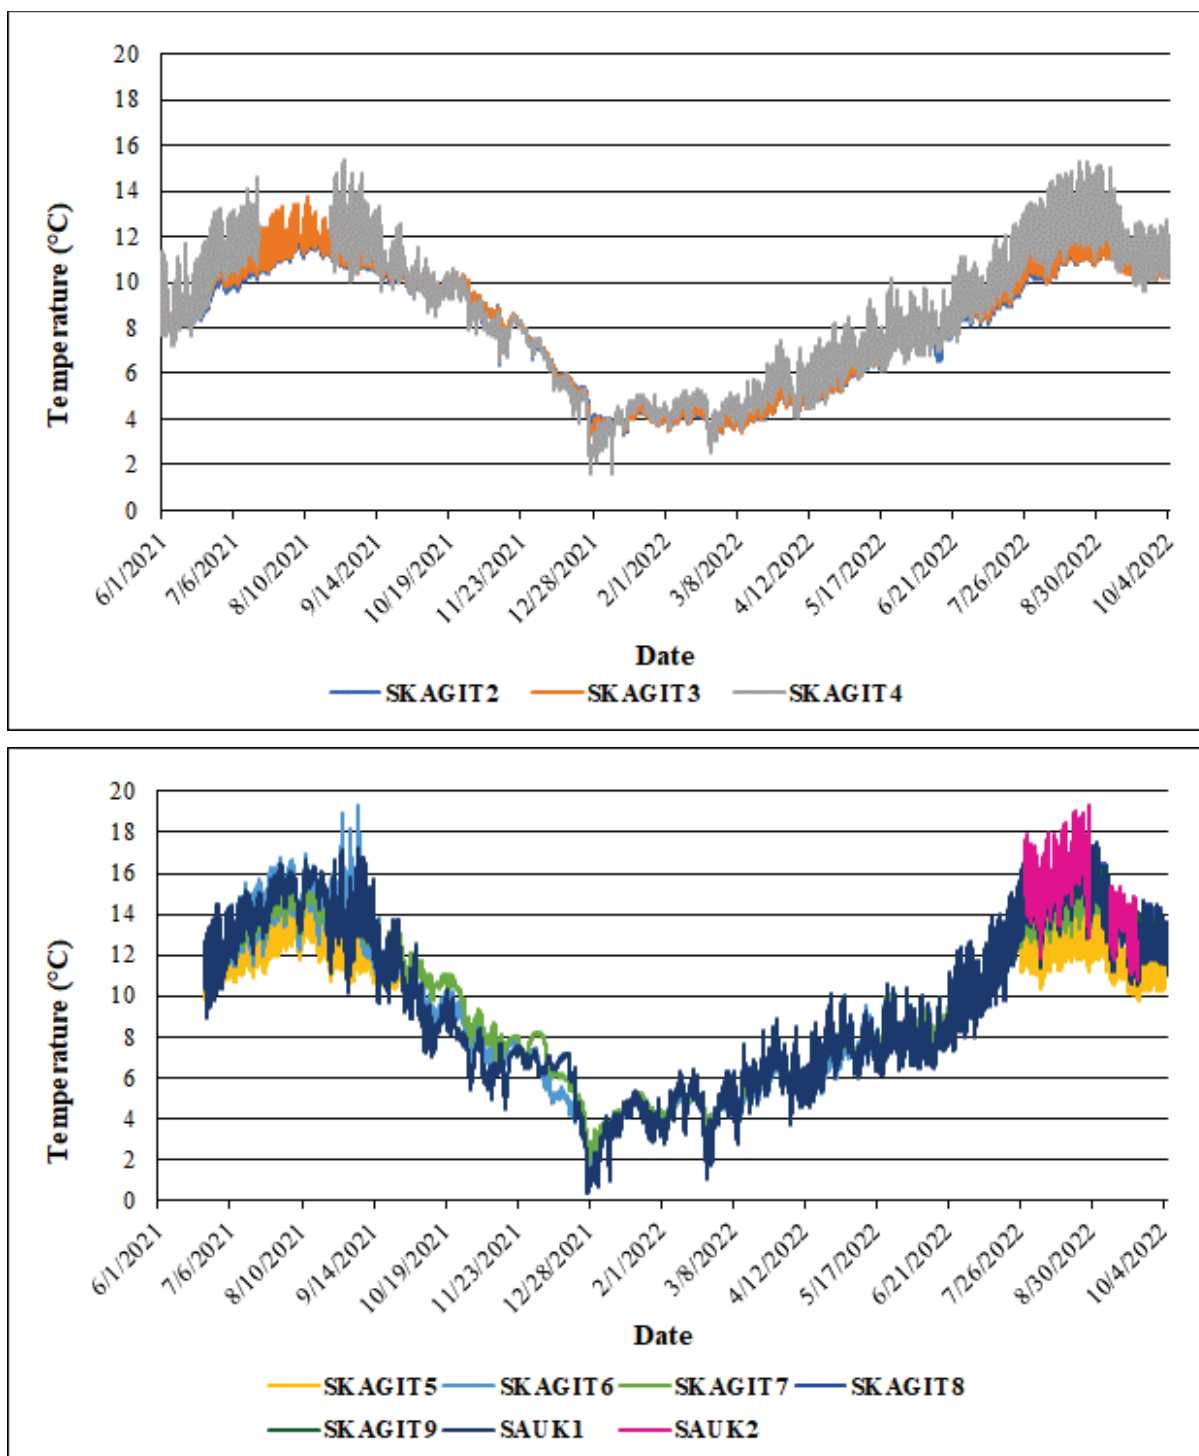 20
18
16
14
12
10
8
6
4
2
0
Temperature (°C)
6/1/2021 7/6/2021 8/10/2021 9/14/2021 10/19/2021 11/23/2021 12/28/2021 2/1/2022 3/8/2022 4/12/2022 5/17/2022 6/21/2022 7/26/2022 8/30/2022 10/4/2022
Date
SKAGIT2 SKAGIT3 SKAGIT4
20
18
16
14
12
10
8
6
4
2
0
Temperature (°C)
6/1/2021 7/6/2021 8/10/2021 9/14/2021 10/19/2021 11/23/2021 12/28/2021 2/1/2022 3/8/2022 4/12/2022 5/17/2022 6/21/2022 7/26/2022 8/30/2022 10/4/2022
Date
SKAGIT5 SKAGIT6 SKAGIT7 SKAGIT8
SKAGIT9 SAUK1 SAUK2